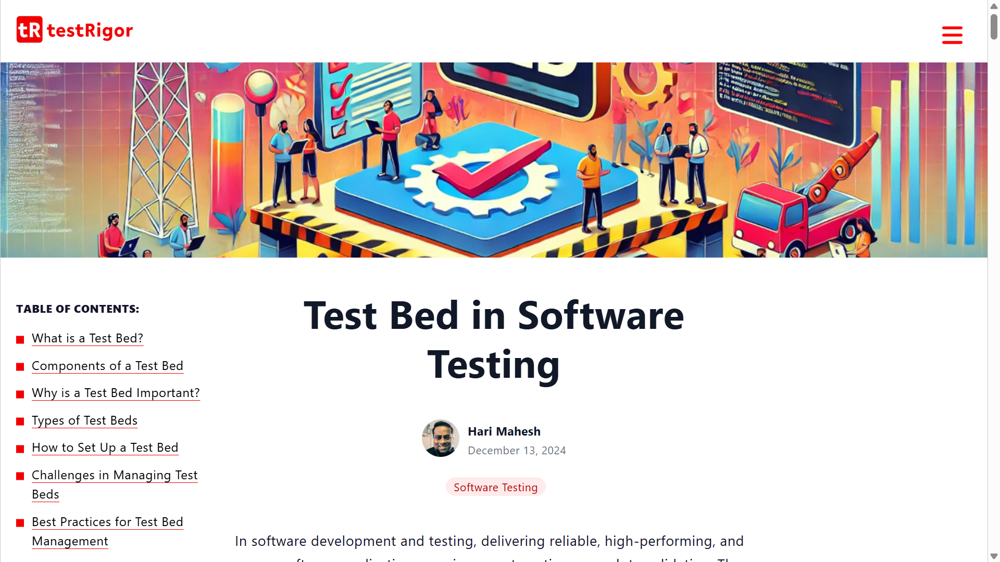 tR testRigor
Test Bed in Software
Testing
Hari Mahesh
December 13, 2024
Software Testing
TABLE OF CONTENTS:
What is a Test Bed?
Components of a Test Bed
Why is a Test Bed Important?
Types of Test Beds
How to Set Up a Test Bed
Challenges in Managing Test
Beds
Best Practices for Test Bed
Management
In software development and testing, delivering reliable, high-performing, and